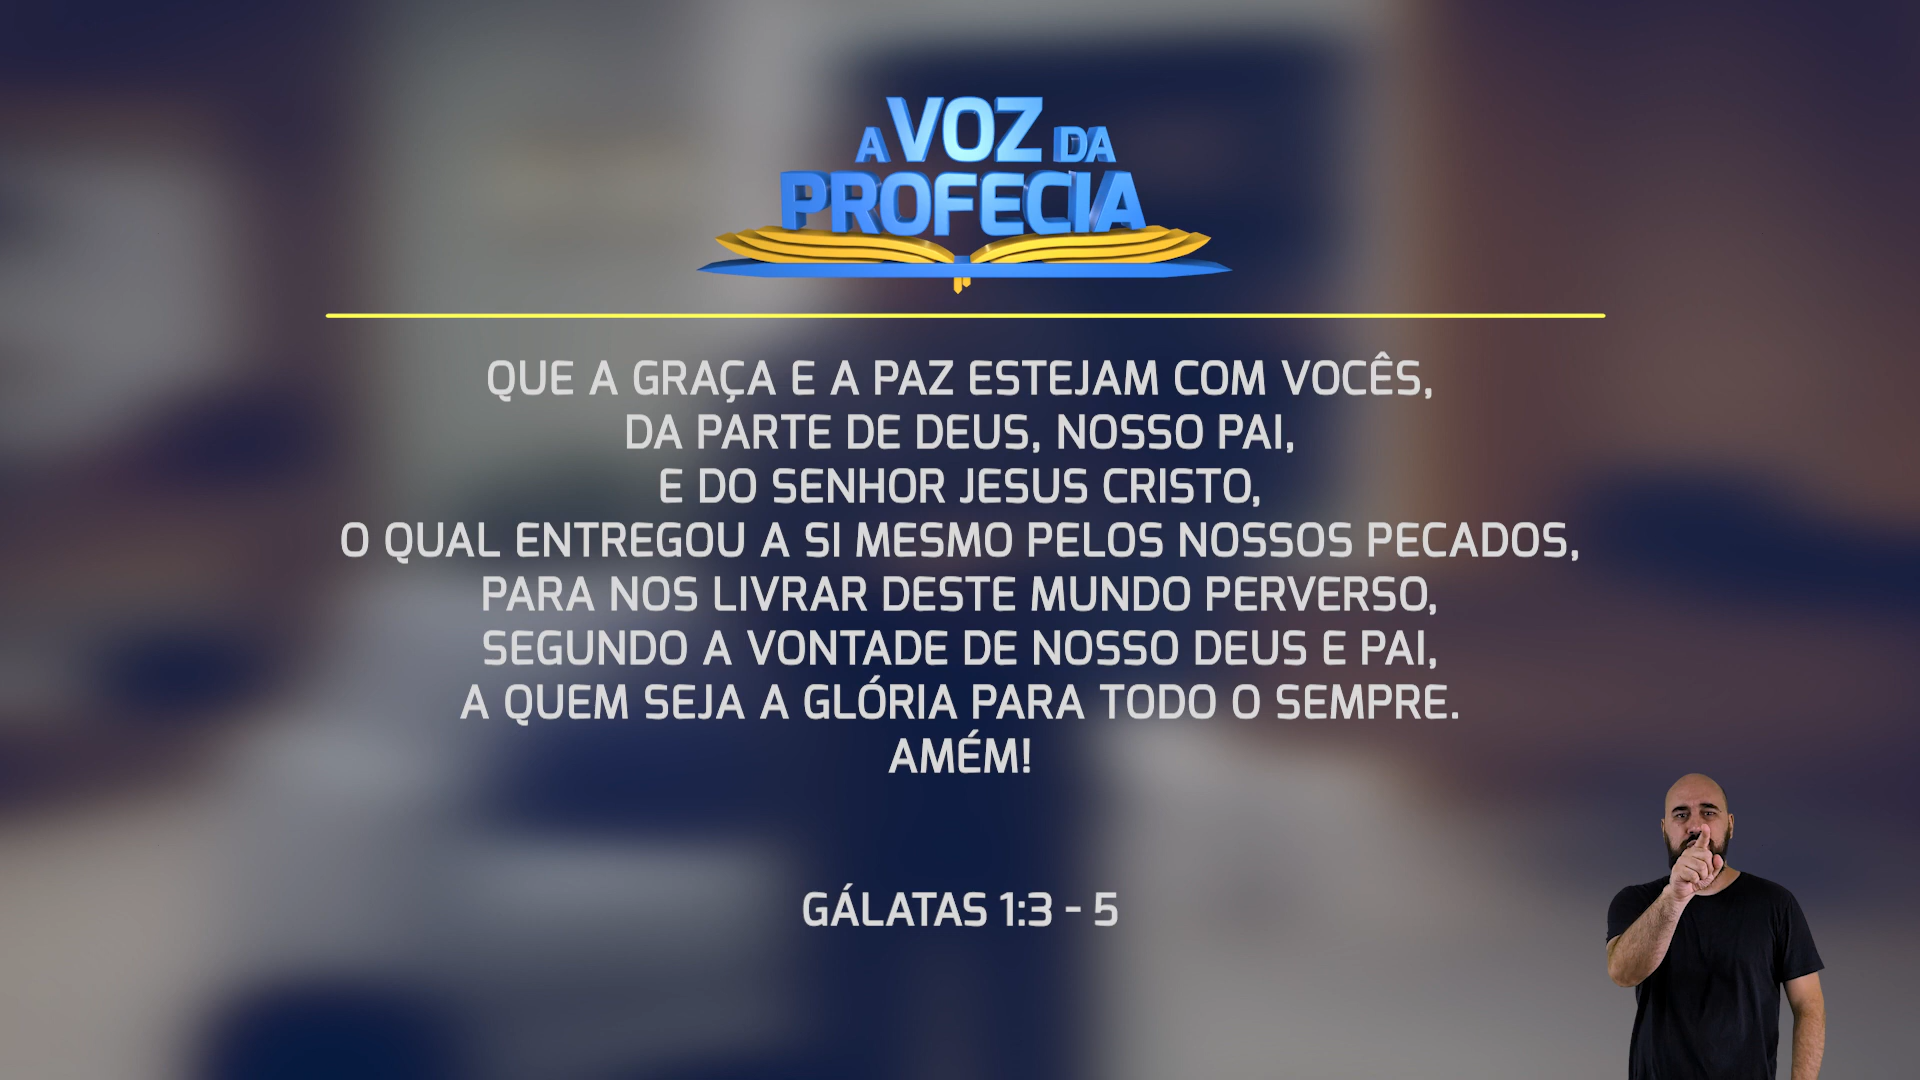 A VOZ DA
PROFECIA
QUE A GRAÇA E A PAZ ESTEJAM COM VOCÊS,
DA PARTE DE DEUS, NOSSO PAI,
E DO SENHOR JESUS CRISTO,
O QUAL ENTREGOU A SI MESMO PELOS NOSSOS PECADOS,
PARA NOS LIVRAR DESTE MUNDO PERVERSO,
SEGUNDO A VONTADE DE NOSSO DEUS E PAI,
A QUEM SEJA A GLÓRIA PARA TODO O SEMPRE.
AMÉM!
GÁLATAS 1:3 - 5